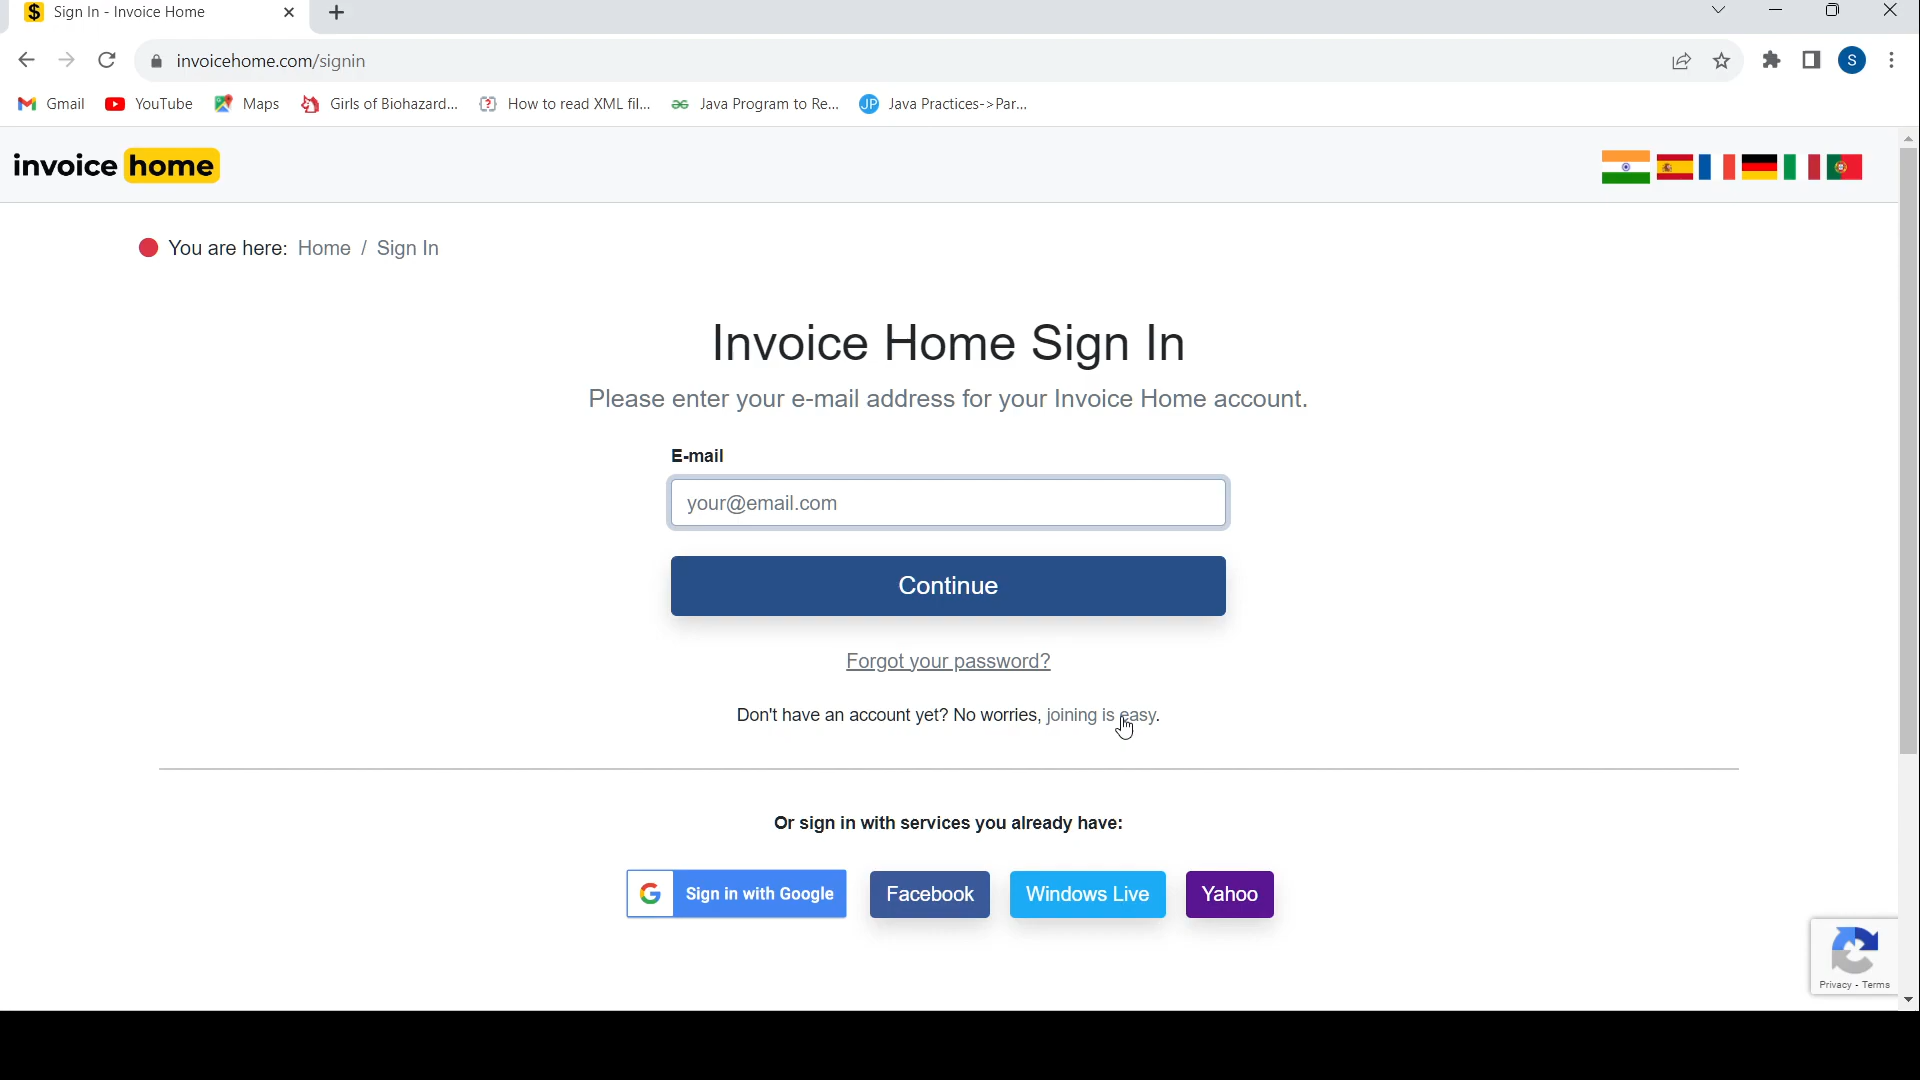 $ Sign In - Invoice Home
invoicehome.com/signin
S
Gmail YouTube Maps Girls of Biohazard... How to read XML fil... Java Program to Re... JP Java Practices->Par...
invoice home
You are here: Home / Sign In
Invoice Home Sign In
Please enter your e-mail address for your Invoice Home account.
E-mail
your@email.com
Continue
Forgot your password?
Don't have an account yet? No worries, joining is easy.
Or sign in with services you already have:
G Sign in with Google Facebook Windows Live Yahoo
Privacy - Terms